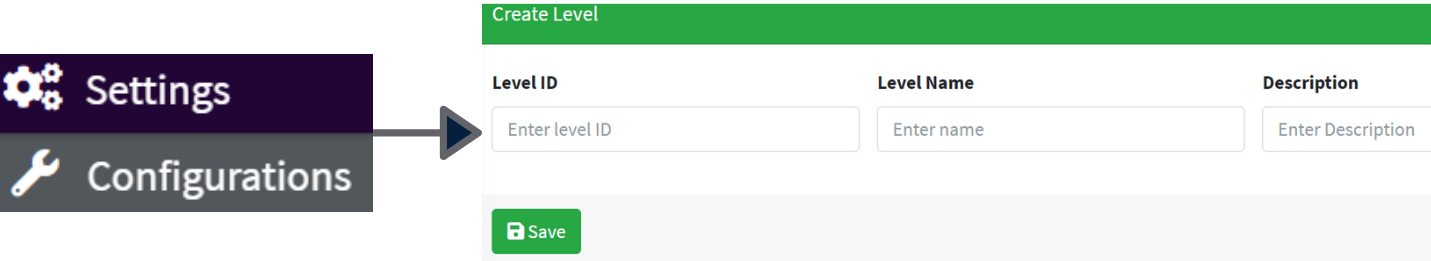 Settings
Configurations
Create Level
Level ID Level Name Description
Enter level ID Enter name Enter Description
Save